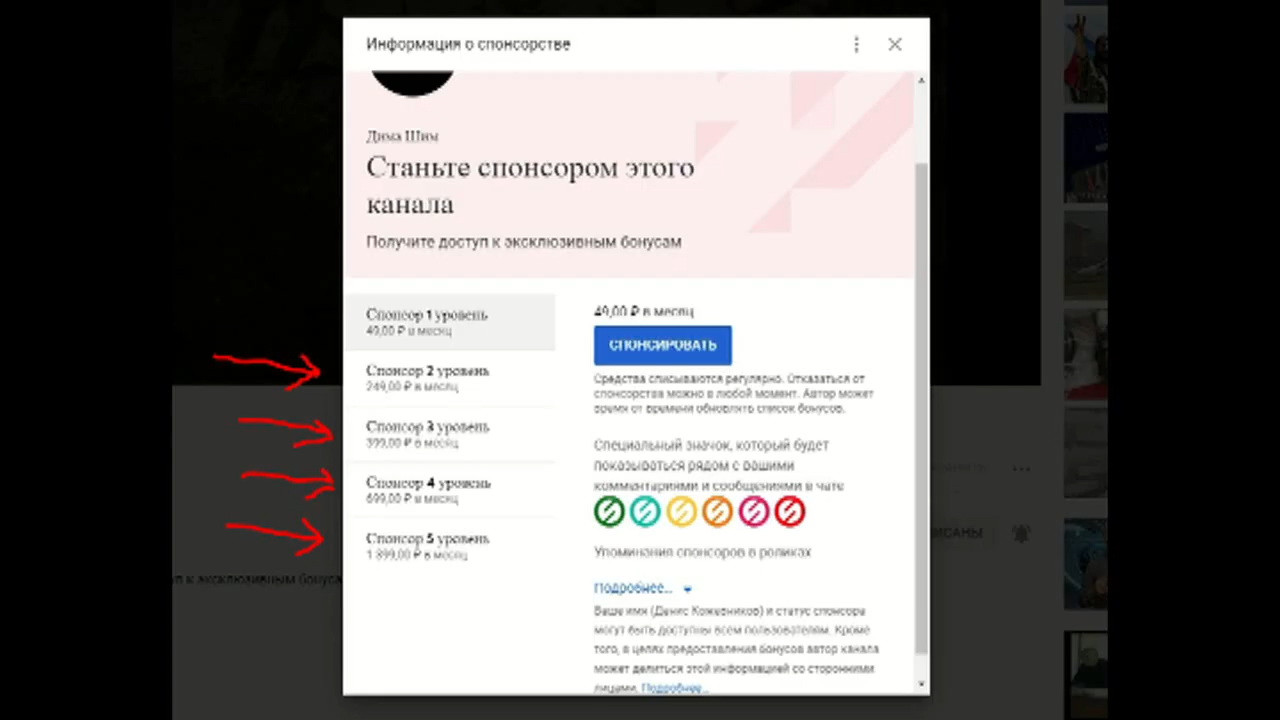 Информация о спонсорстве
Дима Шим
Станьте спонсором этого
канала
Получите доступ к эксклюзивным бонусам
Спонсор 1 уровень
49,00 ₽ в месяц
Спонсор 2 уровень
249,00 ₽ в месяц
Спонсор 3 уровень
399,00 ₽ в месяц
Спонсор 4 уровень
699,00 ₽ в месяц
Спонсор 5 уровень
1 899,00 ₽ в месяц
49,00 ₽ в месяц
СПОНСИРОВАТЬ
Средства списываются регулярно. Отказаться от
спонсорства можно в любой момент. Автор может
время от времени обновлять список бонусов.
Специальный значок, который будет
показываться рядом с вашими
комментариями и сообщениями в чате
Упоминания спонсоров в роликах
Подробнее...
Ваше имя (Денис Кожевников) и статус спонсора
могут быть доступны всем пользователям. Кроме
того, в целях предоставления бонусов автор канала
может делиться этой информацией со сторонними
лицами. Подробнее...
п к эксклюзивным бонуса
ИСАНЫ